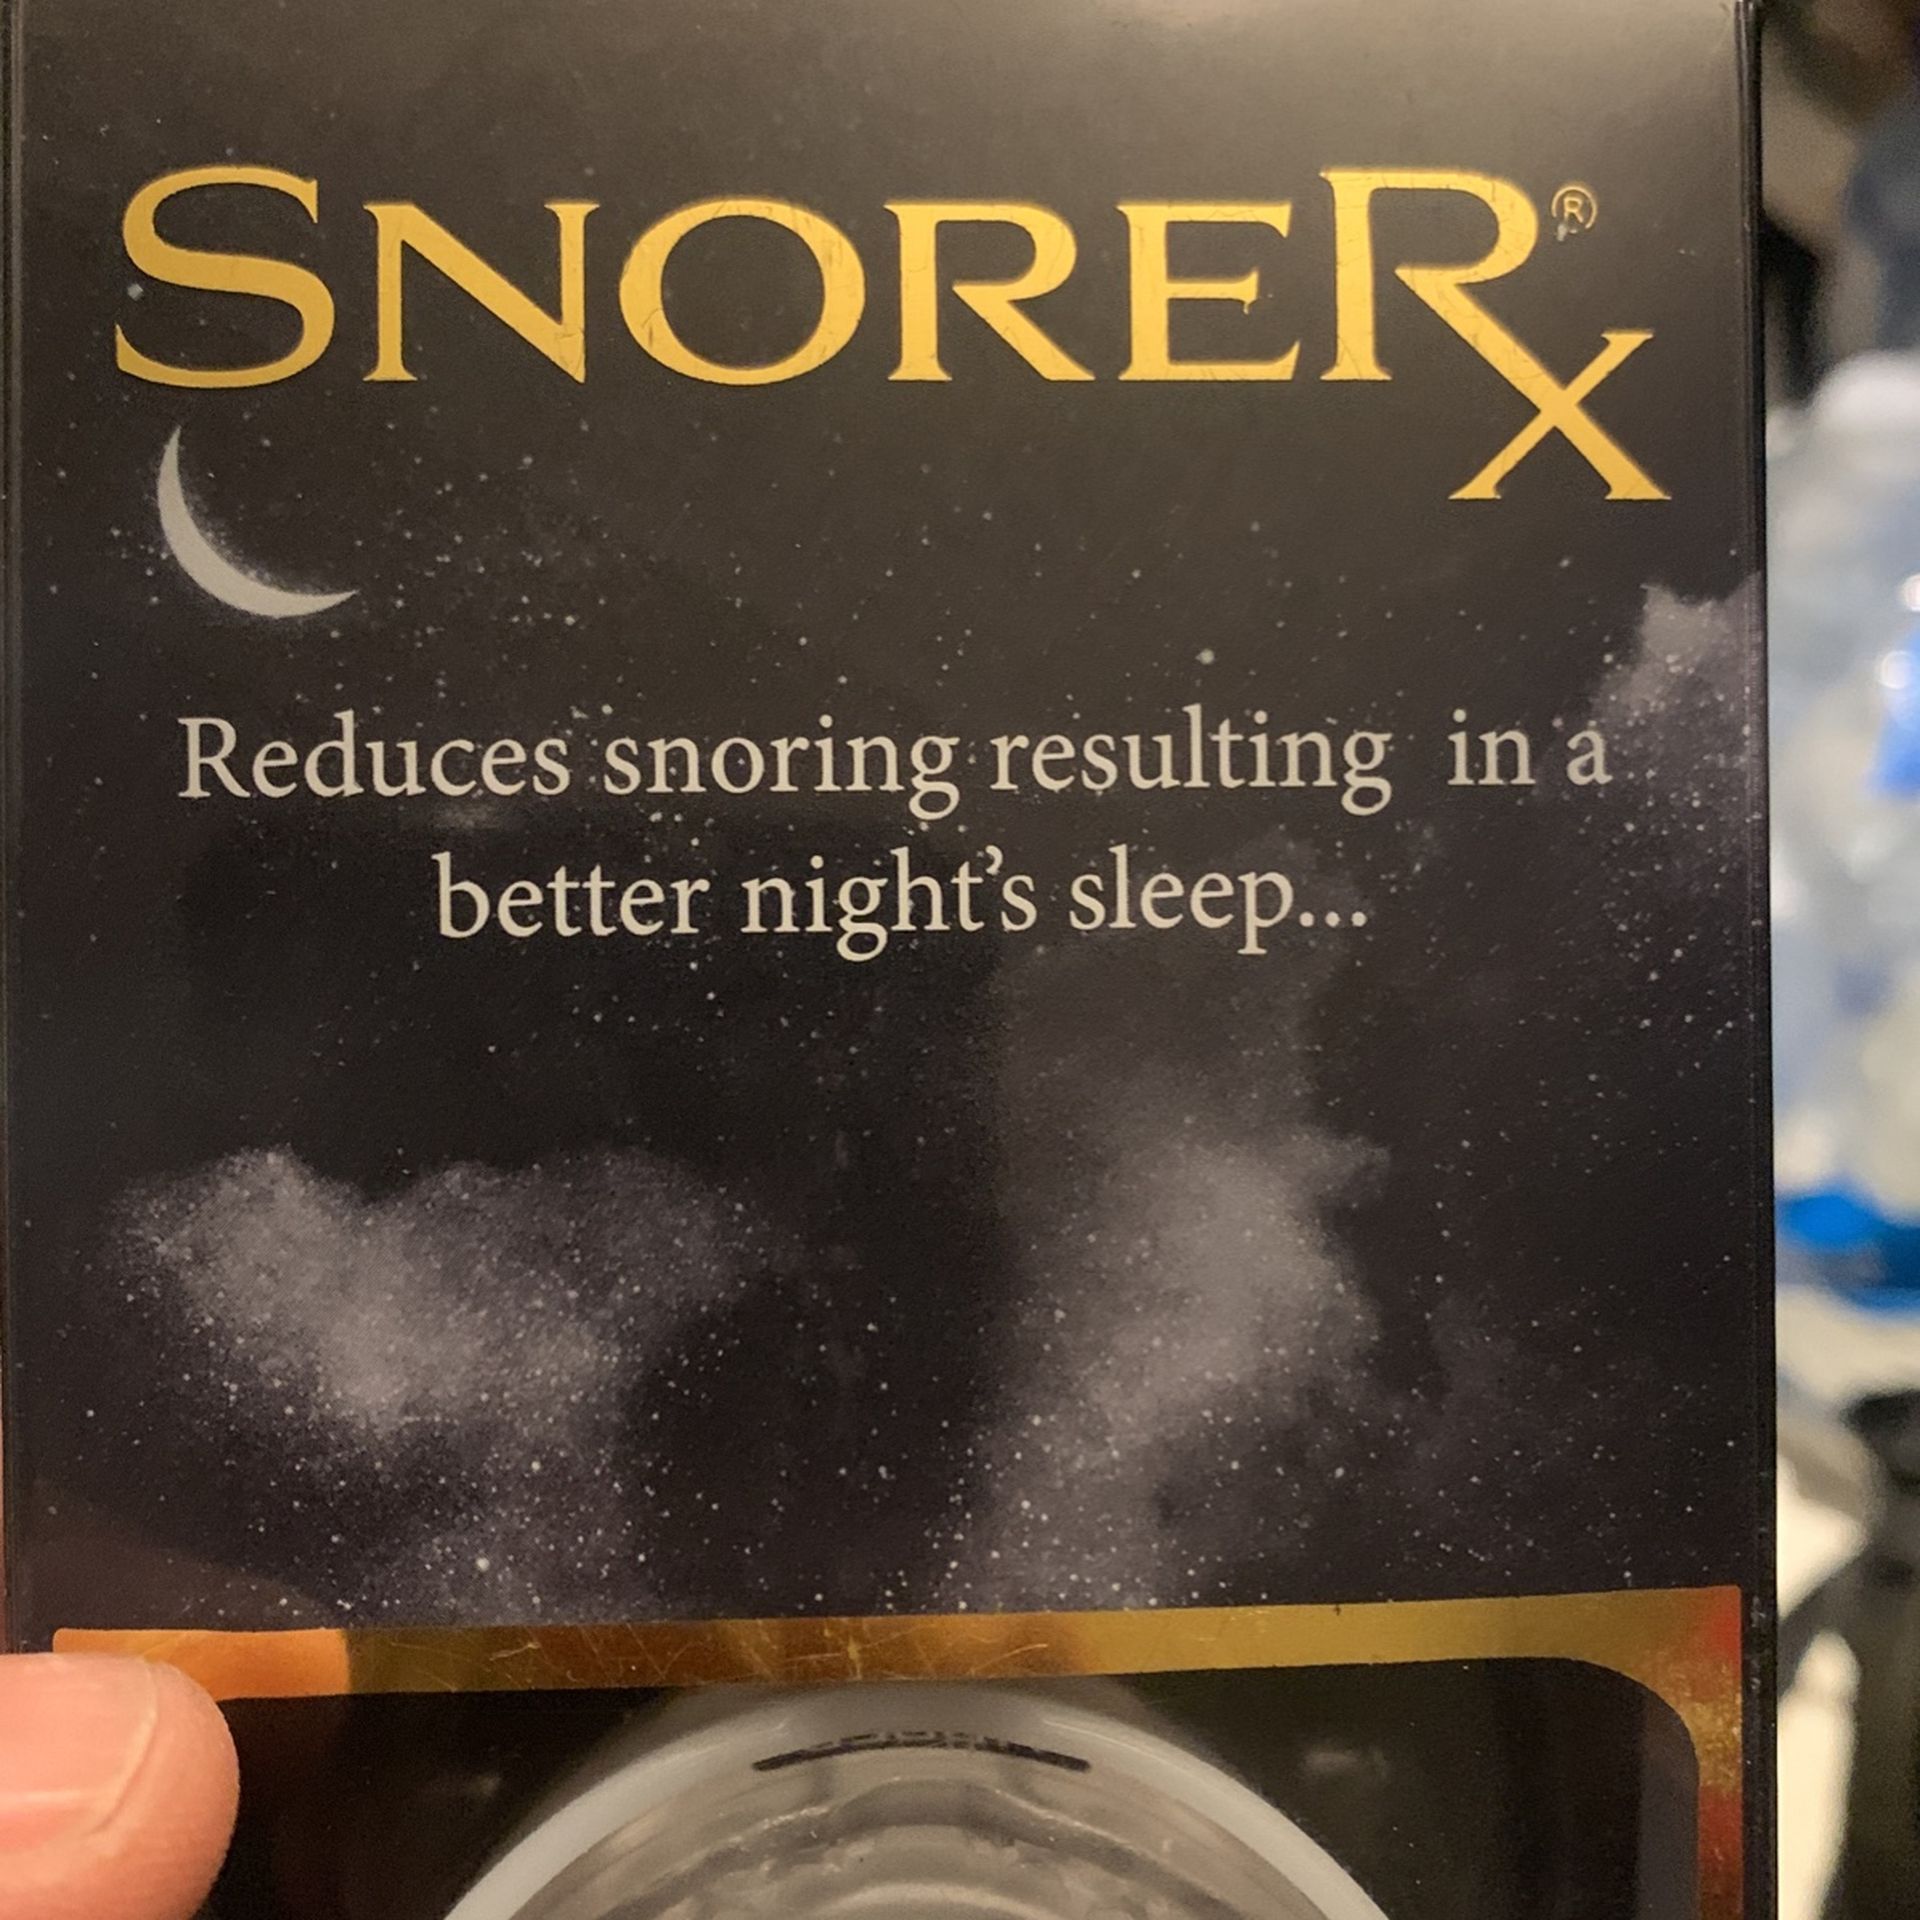 SNORERX®
Reduces snoring resulting in a
better night's sleep...